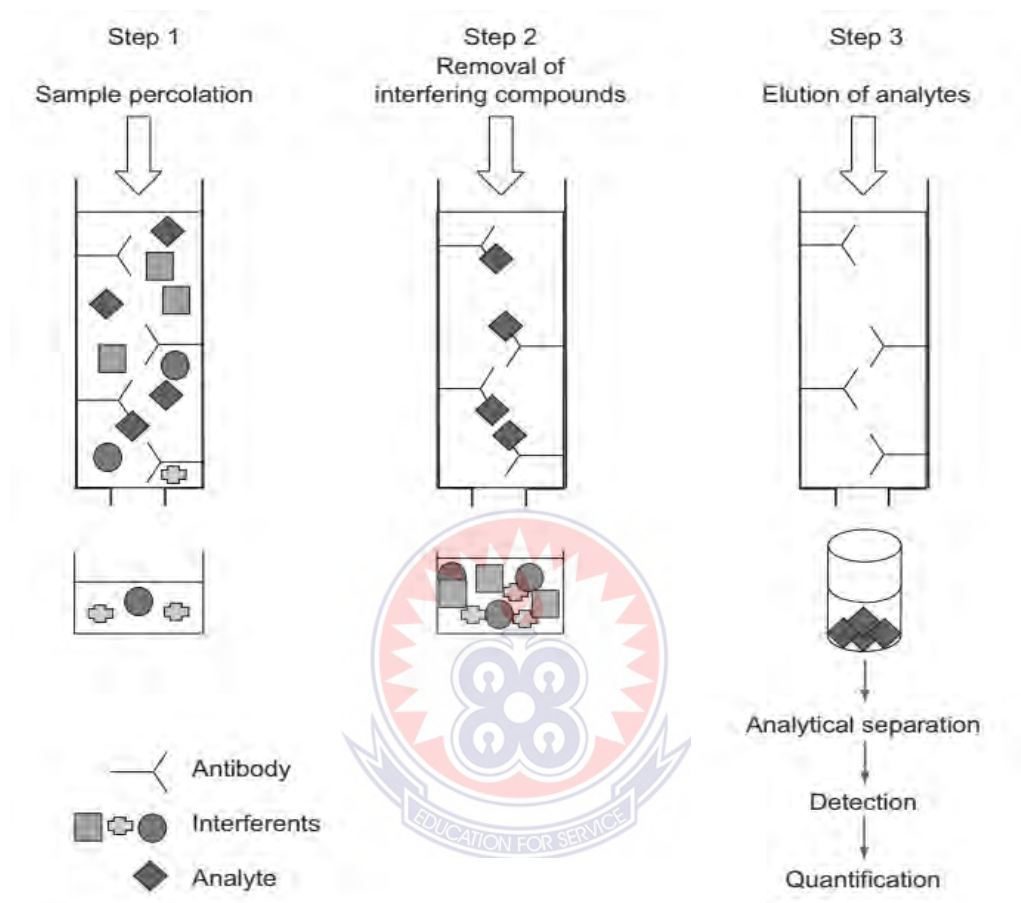 Step 1
Sample percolation
Step 2
Removal of
interfering compounds
Step 3
Elution of analytes
Analytical separation
Detection
Quantification
Antibody
Interferents
Analyte
EDUCATION FOR SERVICE